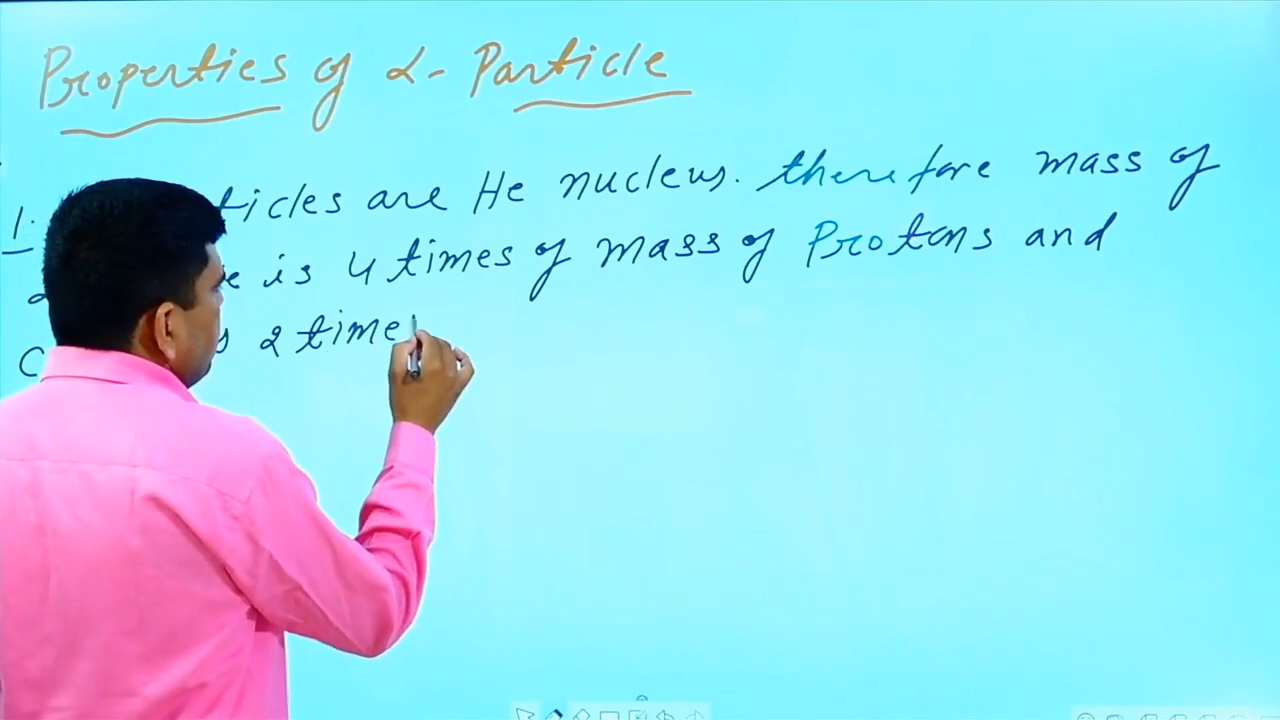 Properties of α- Particle
1. ticles are He nucleus. therefore mass of
is 4 times of mass of Protons and
2 time